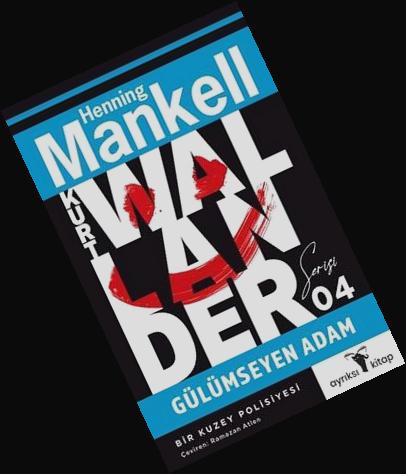 Henning
Mankell
KURT
WAL
LAN
DER
Serisi
04
GÜLÜMSEYEN ADAM
BİR KUZEY POLİSİYESİ
Çeviren: Ramazan Atlen
ayrıksı kitap